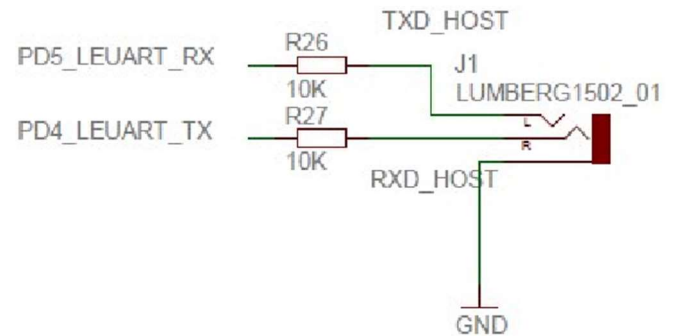 TXD_HOST
R26
PD5_LEUART_RX
J1
10K
LUMBERG1502_01
R27
PD4_LEUART_TX
L
R
10K
RXD_HOST
GND